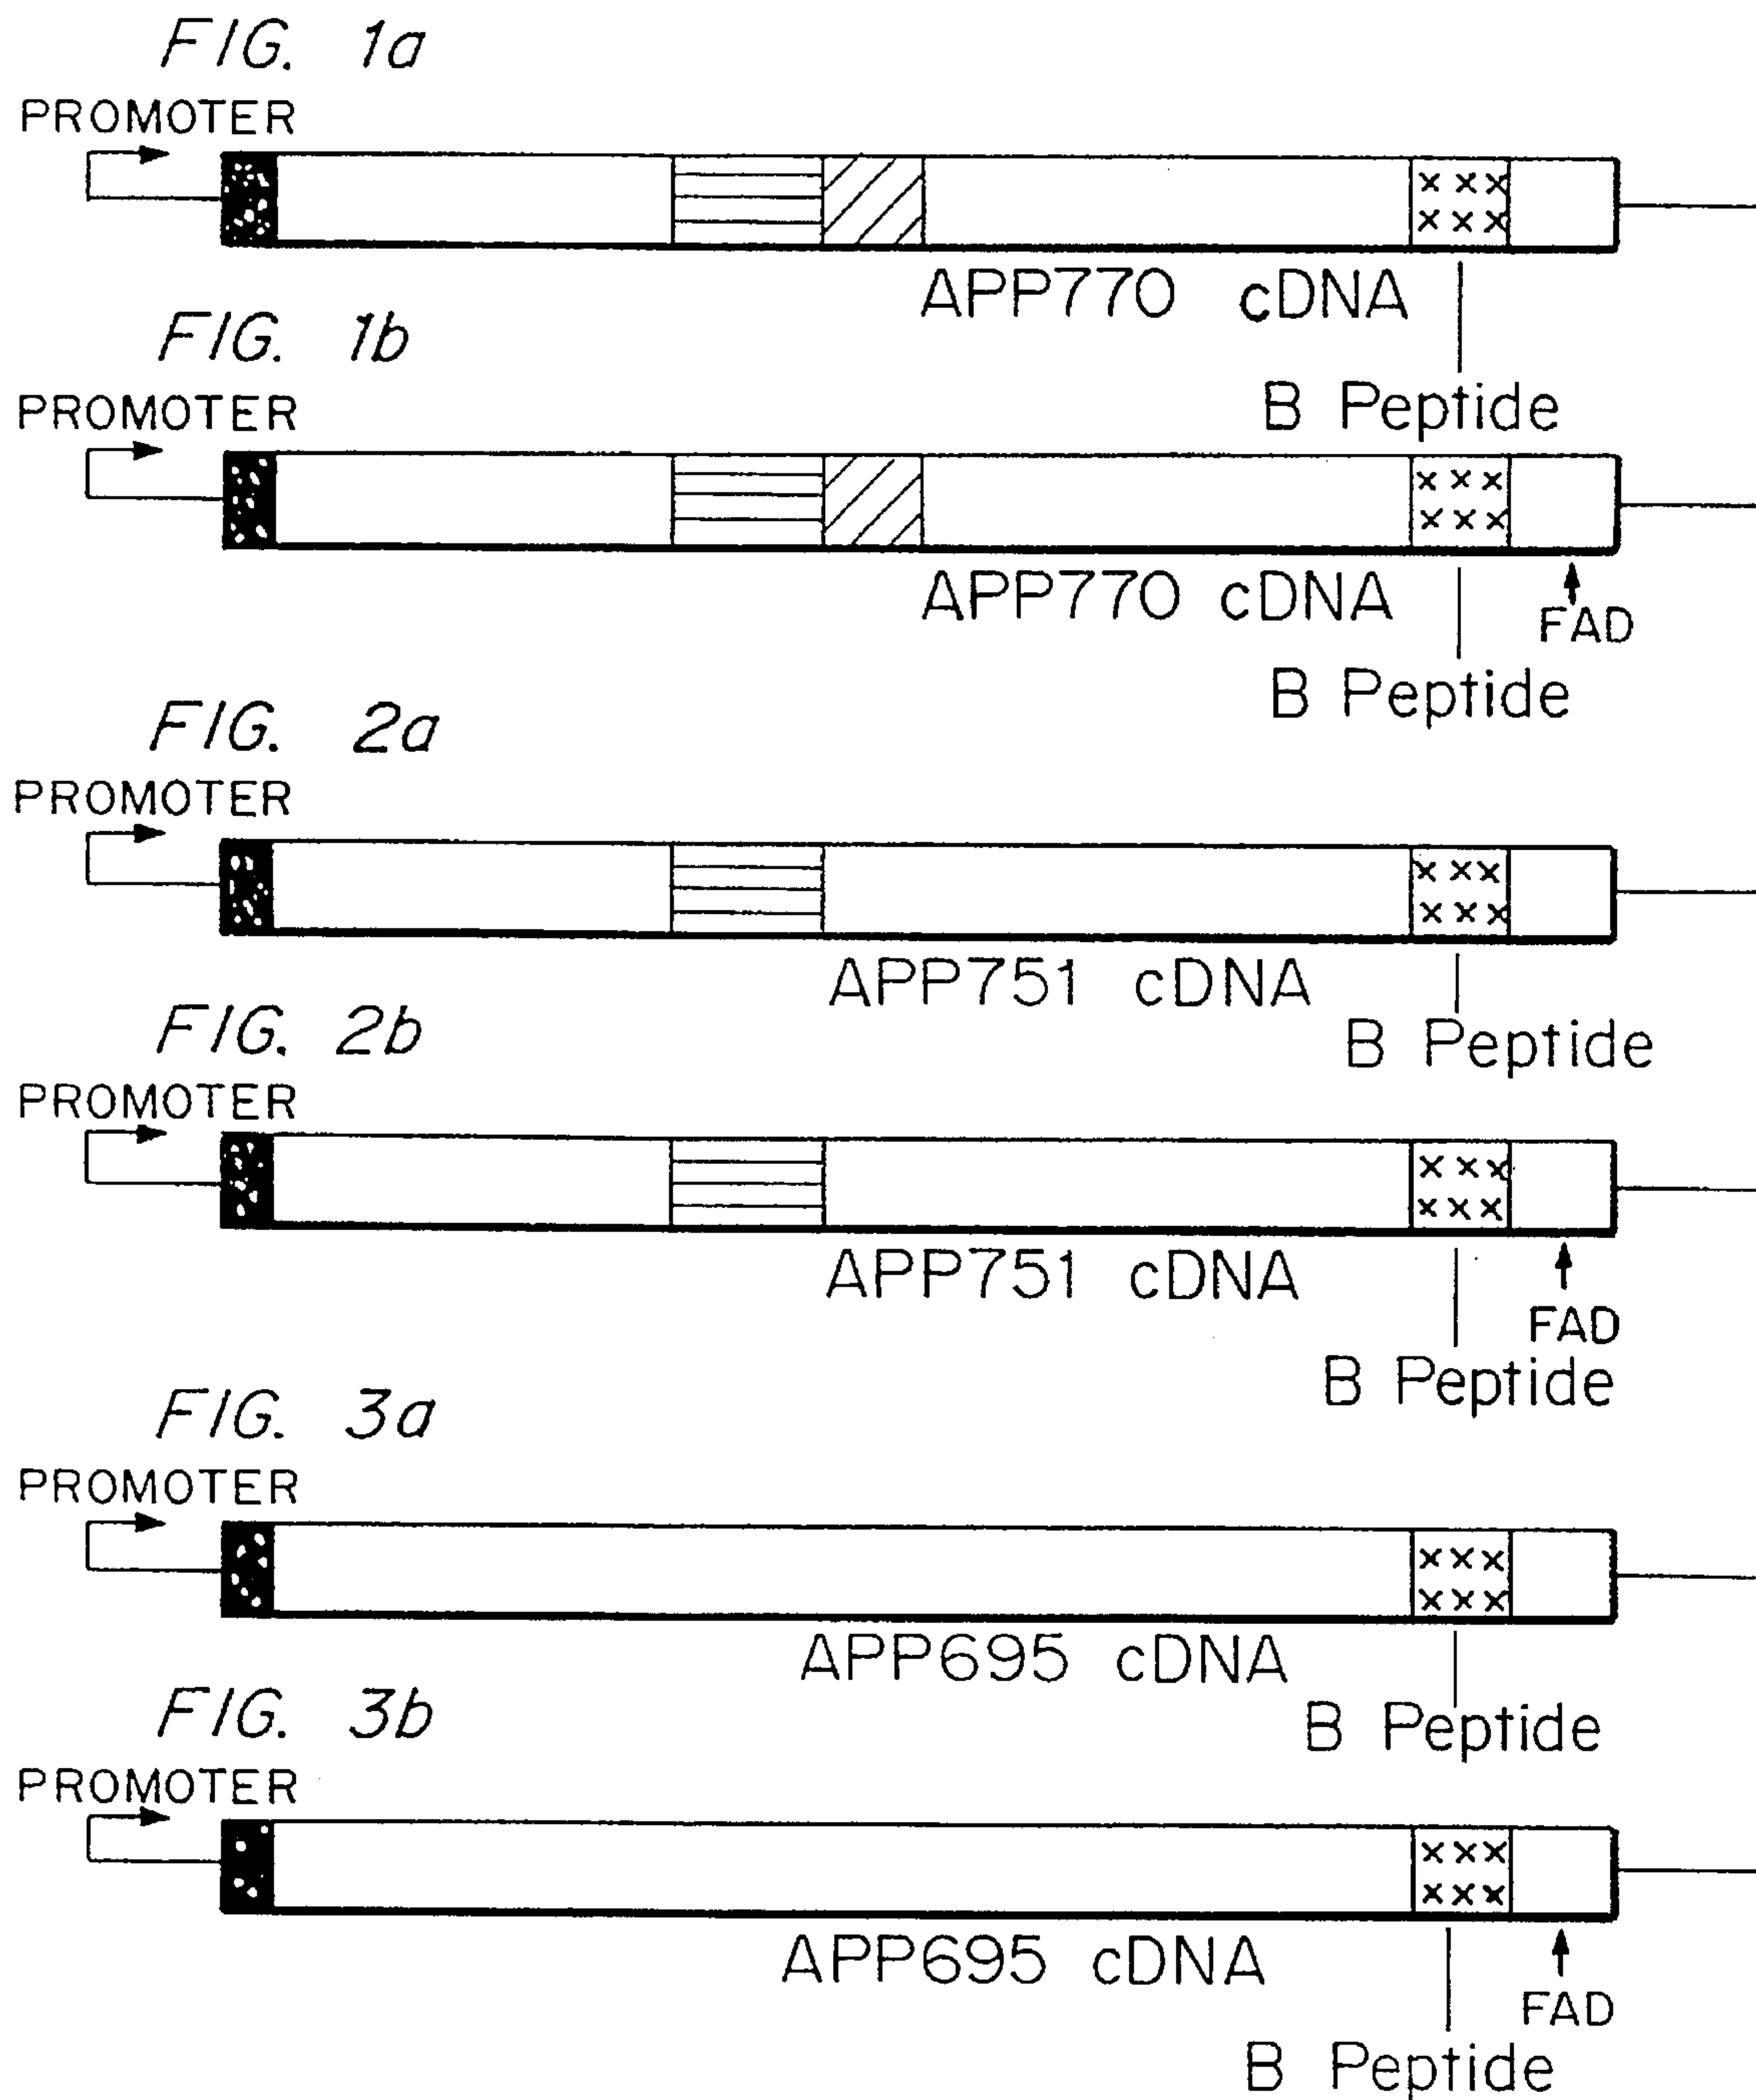 FIG. 1a
PROMOTER
APP770 cDNA
B Peptide
FIG. 1b
PROMOTER
APP770 cDNA
FAD
B Peptide
FIG. 2a
PROMOTER
APP751 cDNA
B Peptide
FIG. 2b
PROMOTER
APP751 cDNA
FAD
B Peptide
FIG. 3a
PROMOTER
APP695 cDNA
B Peptide
FIG. 3b
PROMOTER
APP695 cDNA
FAD
B Peptide